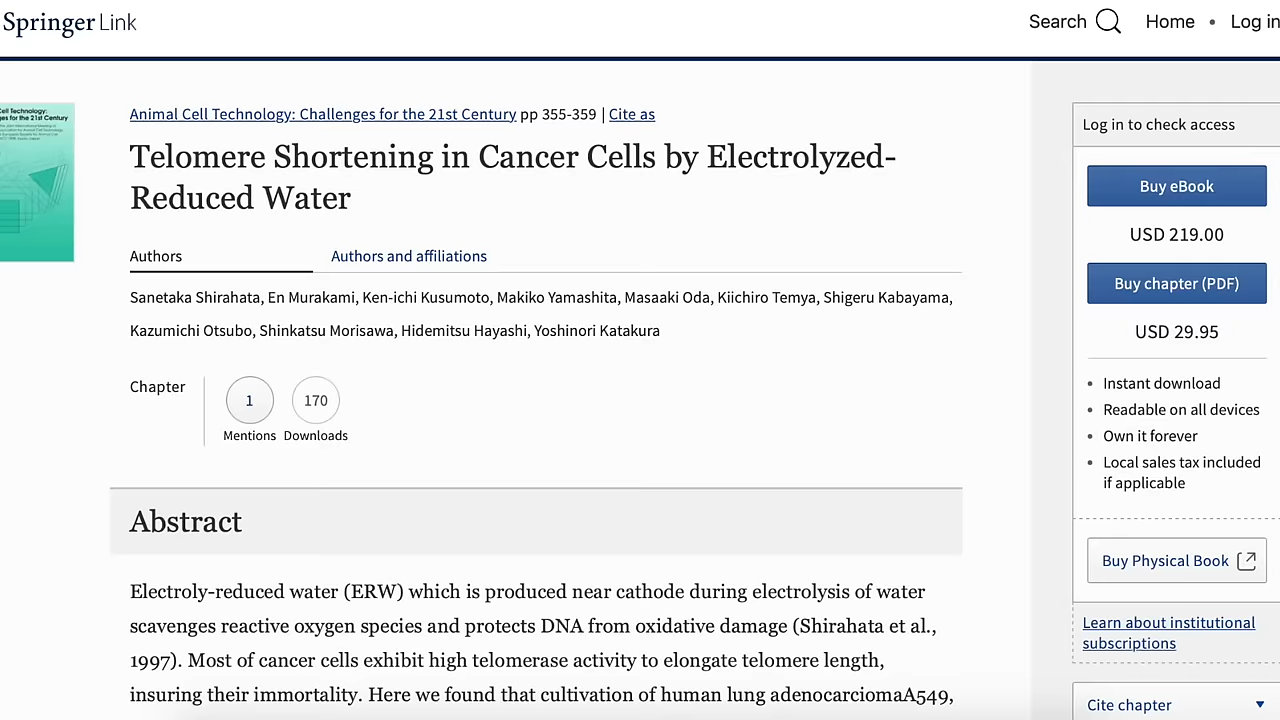 Springer Link
Search Home • Log in
Cell Technology:
es for the 21st Century
Animal Cell Technology: Challenges for the 21st Century pp 355-359 | Cite as
Telomere Shortening in Cancer Cells by Electrolyzed-
Reduced Water
Authors Authors and affiliations
Sanetaka Shirahata, En Murakami, Ken-ichi Kusumoto, Makiko Yamashita, Masaaki Oda, Kiichiro Temya, Shigeru Kabayama,
Kazumichi Otsubo, Shinkatsu Morisawa, Hidemitsu Hayashi, Yoshinori Katakura
Chapter
1 170
Mentions Downloads
Abstract
Electroly-reduced water (ERW) which is produced near cathode during electrolysis of water
scavenges reactive oxygen species and protects DNA from oxidative damage (Shirahata et al.,
1997). Most of cancer cells exhibit high telomerase activity to elongate telomere length,
insuring their immortality. Here we found that cultivation of human lung adenocarciomaA549,
Log in to check access
Buy eBook
USD 219.00
Buy chapter (PDF)
USD 29.95
• Instant download
• Readable on all devices
• Own it forever
• Local sales tax included
if applicable
Buy Physical Book
Learn about institutional
subscriptions
Cite chapter